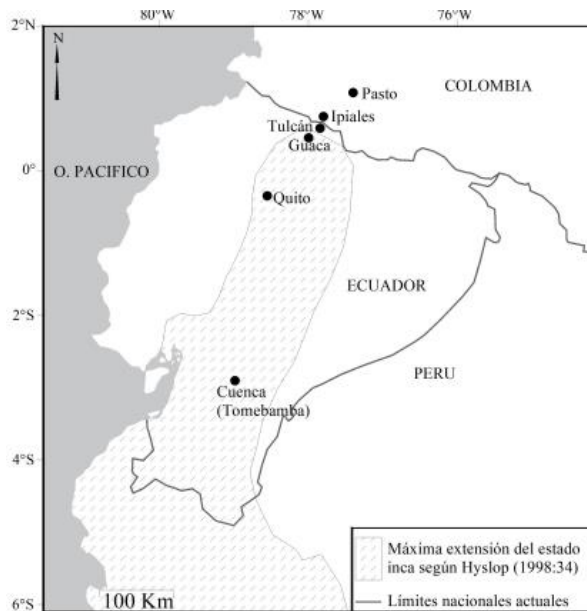 80°W
78°W
76°W
2°N
N
COLOMBIA
Pasto
Ipiales
Tulcán
Guaca
0°
O. PACIFICO
Quito
ECUADOR
2°S
PERU
Cuenca
(Tomebamba)
4°S
Máxima extensión del estado
inca según Hyslop (1998:34)
6°S
100 Km
Límites nacionales actuales